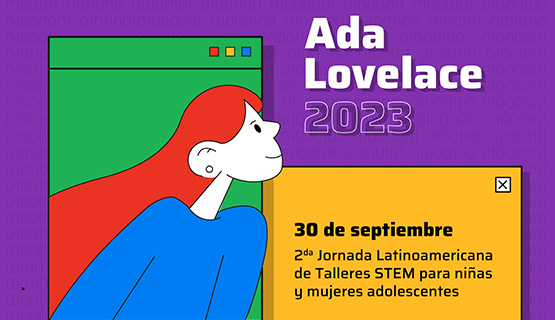 Ada
Lovelace
2023
30 de septiembre
2da Jornada Latinoamericana
de Talleres STEM para niñas
y mujeres adolescentes